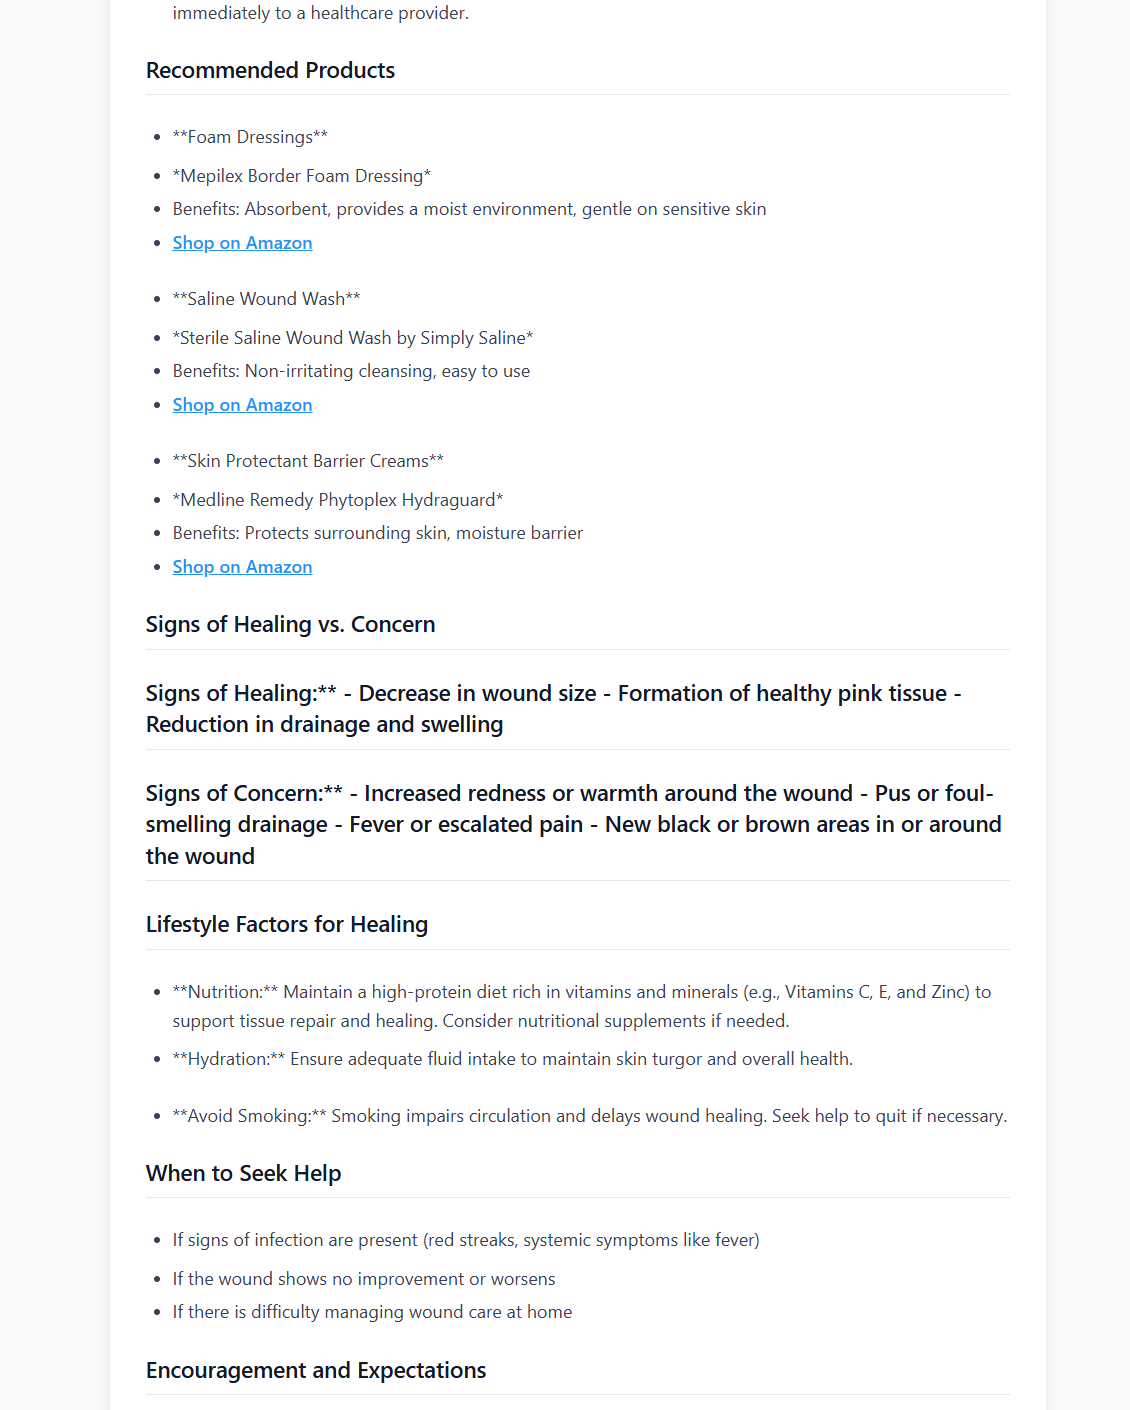 immediately to a healthcare provider.
Recommended Products
• **Foam Dressings**
• *Mepilex Border Foam Dressing*
• Benefits: Absorbent, provides a moist environment, gentle on sensitive skin
• Shop on Amazon
• **Saline Wound Wash**
• *Sterile Saline Wound Wash by Simply Saline*
• Benefits: Non-irritating cleansing, easy to use
• Shop on Amazon
• **Skin Protectant Barrier Creams**
• *Medline Remedy Phytoplex Hydraguard*
• Benefits: Protects surrounding skin, moisture barrier
• Shop on Amazon
Signs of Healing vs. Concern
Signs of Healing:** - Decrease in wound size - Formation of healthy pink tissue -
Reduction in drainage and swelling
Signs of Concern:** - Increased redness or warmth around the wound - Pus or foul-
smelling drainage - Fever or escalated pain - New black or brown areas in or around
the wound
Lifestyle Factors for Healing
• **Nutrition:** Maintain a high-protein diet rich in vitamins and minerals (e.g., Vitamins C, E, and Zinc) to
support tissue repair and healing. Consider nutritional supplements if needed.
• **Hydration:** Ensure adequate fluid intake to maintain skin turgor and overall health.
• **Avoid Smoking:** Smoking impairs circulation and delays wound healing. Seek help to quit if necessary.
When to Seek Help
• If signs of infection are present (red streaks, systemic symptoms like fever)
• If the wound shows no improvement or worsens
• If there is difficulty managing wound care at home
Encouragement and Expectations